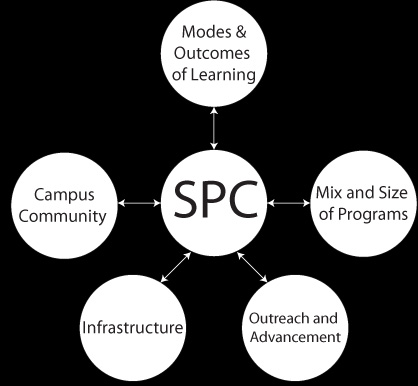 Modes &
Outcomes
of Learning
Campus
Community
SPC
Mix and Size
of Programs
Infrastructure
Outreach and
Advancement